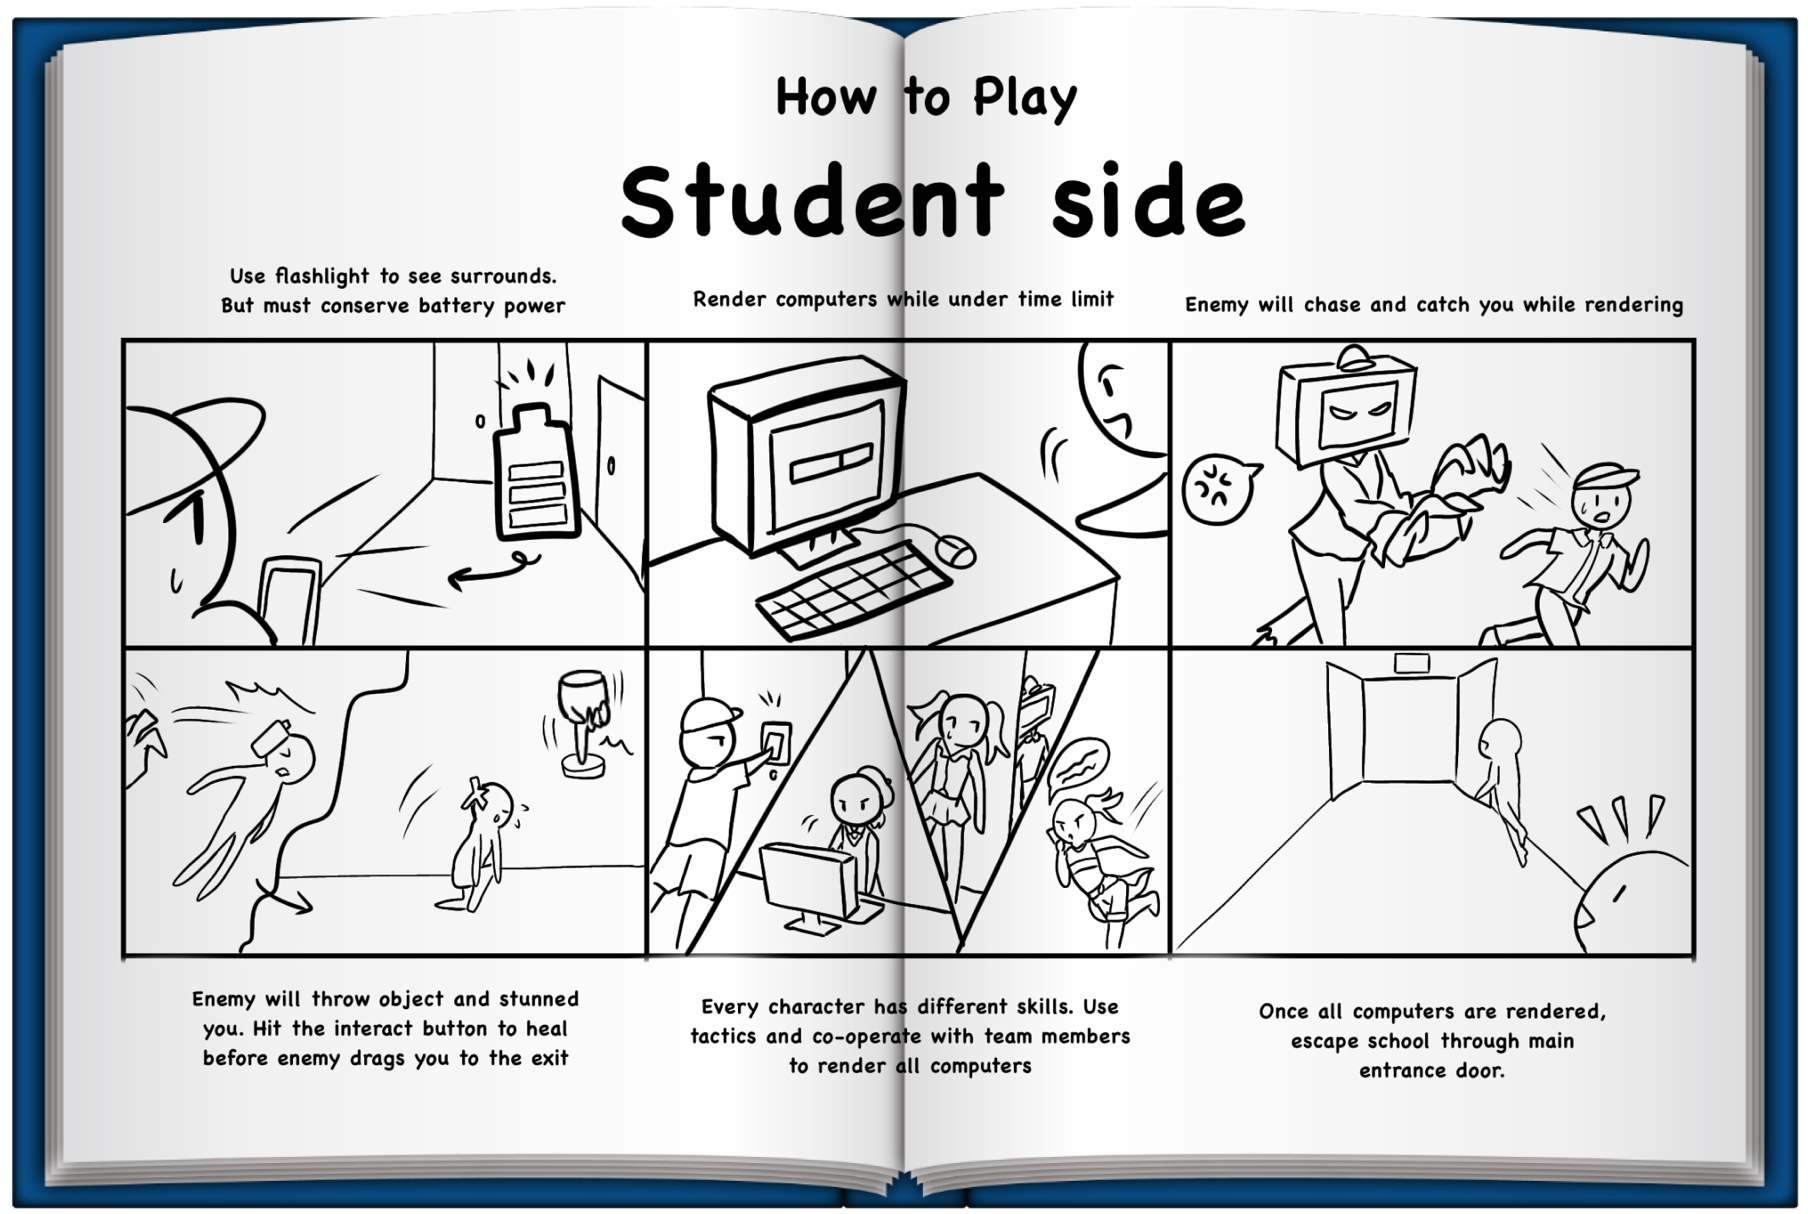 How to Play
Student side
Use flashlight to see surrounds.
But must conserve battery power
Render computers while under time limit
Enemy will chase and catch you while rendering
Enemy will throw object and stunned
you. Hit the interact button to heal
before enemy drags you to the exit
Every character has different skills. Use
tactics and co-operate with team members
to render all computers
Once all computers are rendered,
escape school through main
entrance door.